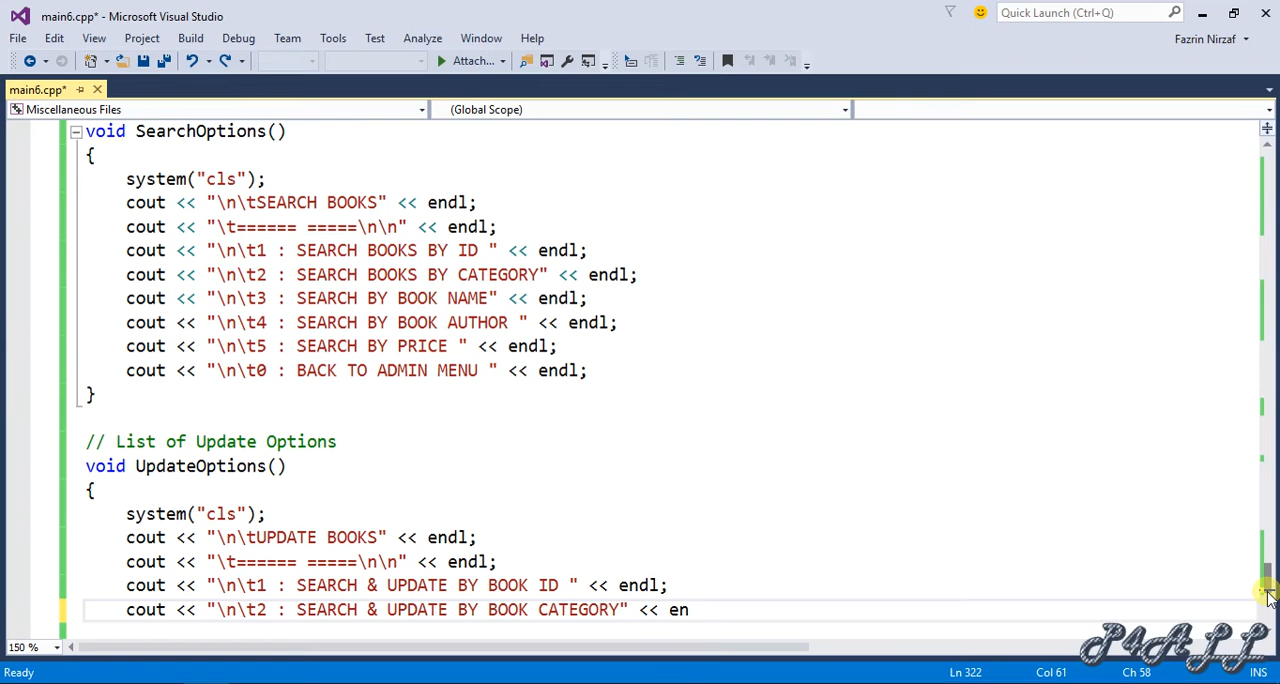 main6.cpp* - Microsoft Visual Studio
Quick Launch (Ctrl+Q)
File Edit View Project Build Debug Team Tools Test Analyze Window Help
Fazrin Nirzaf
Attach...
main6.cpp*
Miscellaneous Files
(Global Scope)
void SearchOptions()
{
system("cls");
cout << "\n\tSEARCH BOOKS" << endl;
cout << "\t====== =====\n\n" << endl;
cout << "\n\t1 : SEARCH BOOKS BY ID " << endl;
cout << "\n\t2 : SEARCH BOOKS BY CATEGORY" << endl;
cout << "\n\t3 : SEARCH BY BOOK NAME" << endl;
cout << "\n\t4 : SEARCH BY BOOK AUTHOR " << endl;
cout << "\n\t5 : SEARCH BY PRICE " << endl;
cout << "\n\t0 : BACK TO ADMIN MENU " << endl;
}
// List of Update Options
void UpdateOptions()
{
system("cls");
cout << "\n\tUPDATE BOOKS" << endl;
cout << "\t====== =====\n\n" << endl;
cout << "\n\t1 : SEARCH & UPDATE BY BOOK ID " << endl;
cout << "\n\t2 : SEARCH & UPDATE BY BOOK CATEGORY" << en
150 %
P4ALL
Ready
Ln 322
Col 61
Ch 58
INS